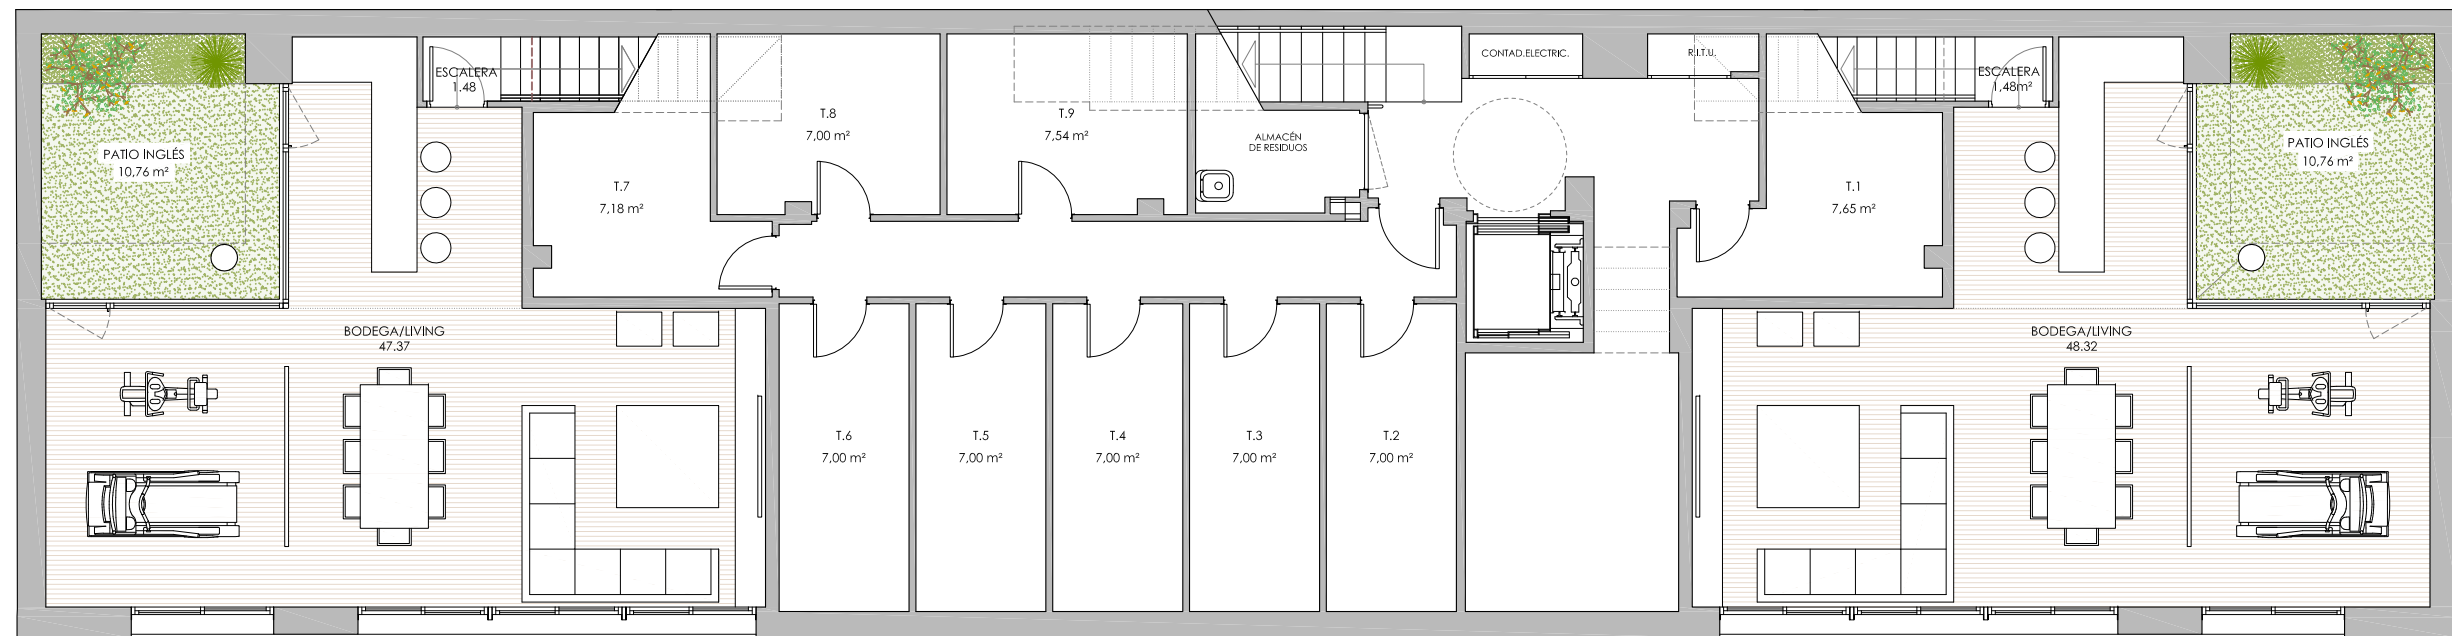 CONTAD.ELECTRIC.
R.I.T.U.
ESCALERA
1.48
ESCALERA
1,48m²
T.8
7,00 m²
T.9
7,54 m²
ALMACÉN
DE RESIDUOS
PATIO INGLÉS
10,76 m²
PATIO INGLÉS
10,76 m²
T.7
7,18 m²
T.1
7,65 m²
BODEGA/LIVING
47.37
BODEGA/LIVING
48.32
T.6
7,00 m²
T.5
7,00 m²
T.4
7,00 m²
T.3
7,00 m²
T.2
7,00 m²